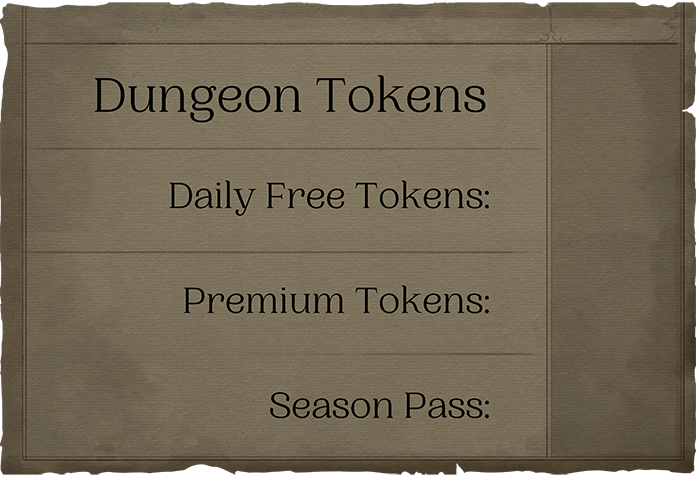 Dungeon Tokens
Daily Free Tokens:
Premium Tokens:
Season Pass: